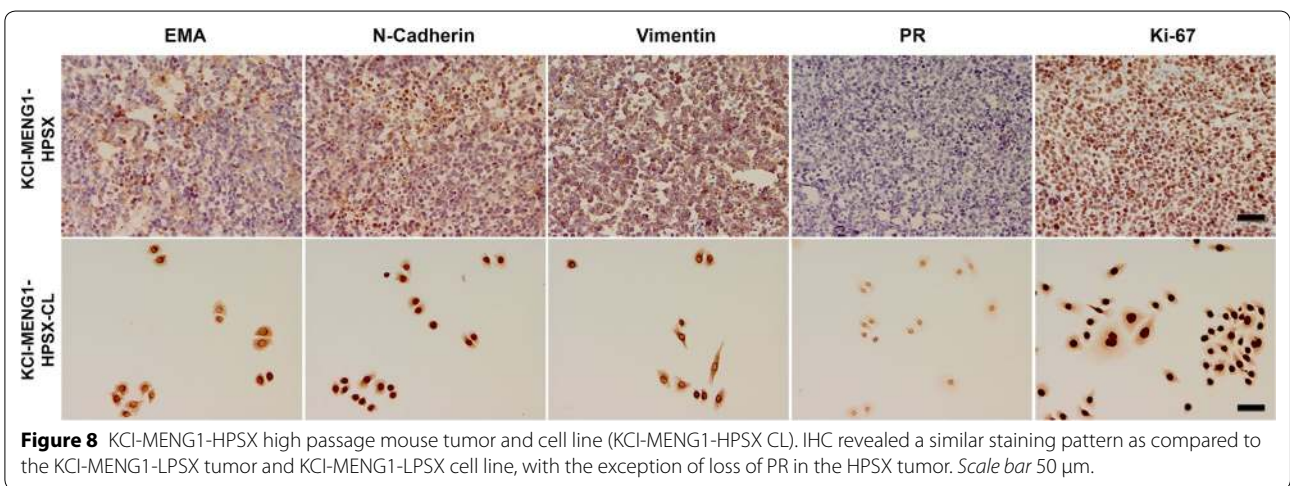 EMA N-Cadherin Vimentin PR Ki-67
KCI-MENG1-
HPSX
KCI-MENG1-
HPSX-CL
Figure 8 KCI-MENG1-HPSX high passage mouse tumor and cell line (KCI-MENG1-HPSX CL). IHC revealed a similar staining pattern as compared to
the KCI-MENG1-LPSX tumor and KCI-MENG1-LPSX cell line, with the exception of loss of PR in the HPSX tumor. Scale bar 50 μm.